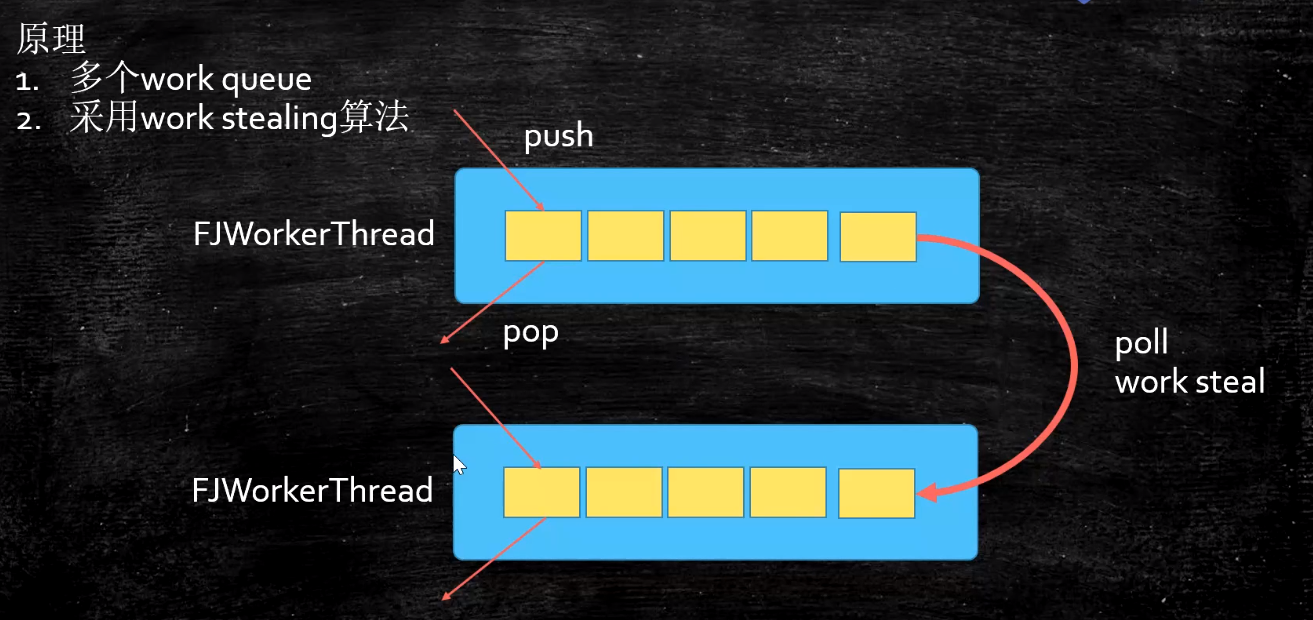 原理
1. 多个work queue
2. 采用work stealing算法
push
FJWorkerThread
pop
poll
work steal
FJWorkerThread